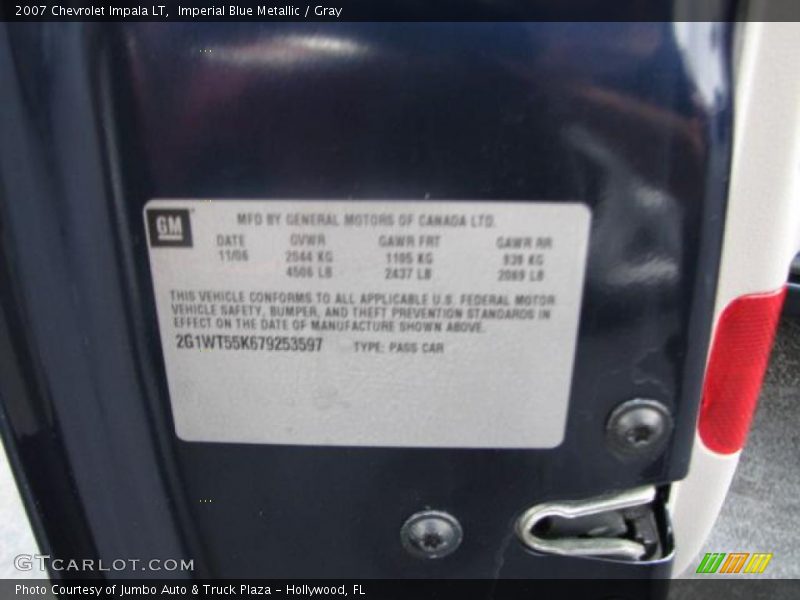 2007 Chevrolet Impala LT,  Imperial Blue Metallic / Gray
GM
MFD BY GENERAL MOTORS OF CANADA LTD.
DATE GVWR GAWR FRT GAWR RR
11/06 2044 KG 1105 KG 939 KG
4506 LB 2437 LB 2069 LB
THIS VEHICLE CONFORMS TO ALL APPLICABLE U.S. FEDERAL MOTOR
VEHICLE SAFETY, BUMPER, AND THEFT PREVENTION STANDARDS IN
EFFECT ON THE DATE OF MANUFACTURE SHOWN ABOVE.
2G1WT55K679253597 TYPE: PASS CAR
GTCARLOT.COM
Photo Courtesy of Jumbo Auto & Truck Plaza - Hollywood, FL